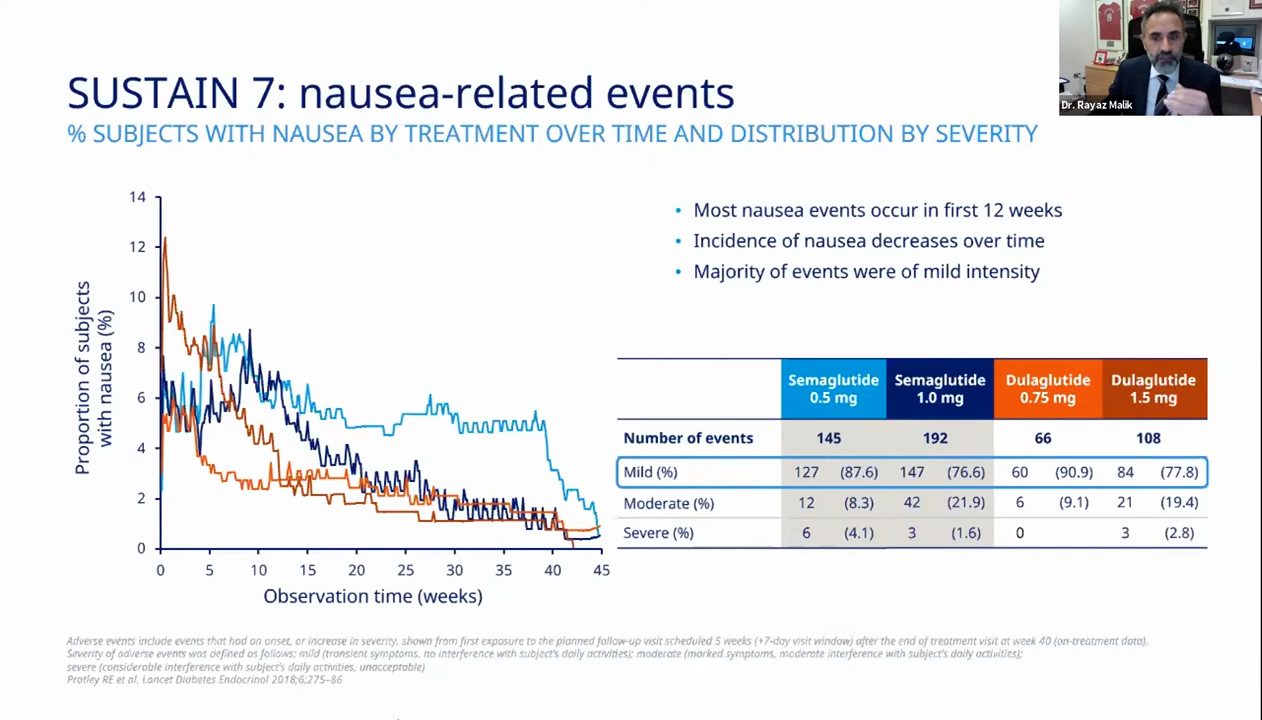 Dr. Rayaz Malik
SUSTAIN 7: nausea-related events
% SUBJECTS WITH NAUSEA BY TREATMENT OVER TIME AND DISTRIBUTION BY SEVERITY
14
12
10
8
6
4
2
0
Proportion of subjects
with nausea (%)
0 5 10 15 20 25 30 35 40 45
Observation time (weeks)
• Most nausea events occur in first 12 weeks
• Incidence of nausea decreases over time
• Majority of events were of mild intensity
Semaglutide 0.5 mg Semaglutide 1.0 mg Dulaglutide 0.75 mg Dulaglutide 1.5 mg
Number of events 145 192 66 108
Mild (%) 127 (87.6) 147 (76.6) 60 (90.9) 84 (77.8)
Moderate (%) 12 (8.3) 42 (21.9) 6 (9.1) 21 (19.4)
Severe (%) 6 (4.1) 3 (1.6) 0 3 (2.8)
Adverse events include events that had an onset, or increase in severity, shown from first exposure to the planned follow-up visit scheduled 5 weeks (+7-day visit window) after the end of treatment visit at week 40 (on-treatment data).
Severity of adverse events was defined as follows: mild (transient symptoms, no interference with subject's daily activities); moderate (marked symptoms, moderate interference with subject's daily activities);
severe (considerable interference with subject's daily activities, unacceptable)
Pratley RE et al. Lancet Diabetes Endocrinol 2018;6:275–86